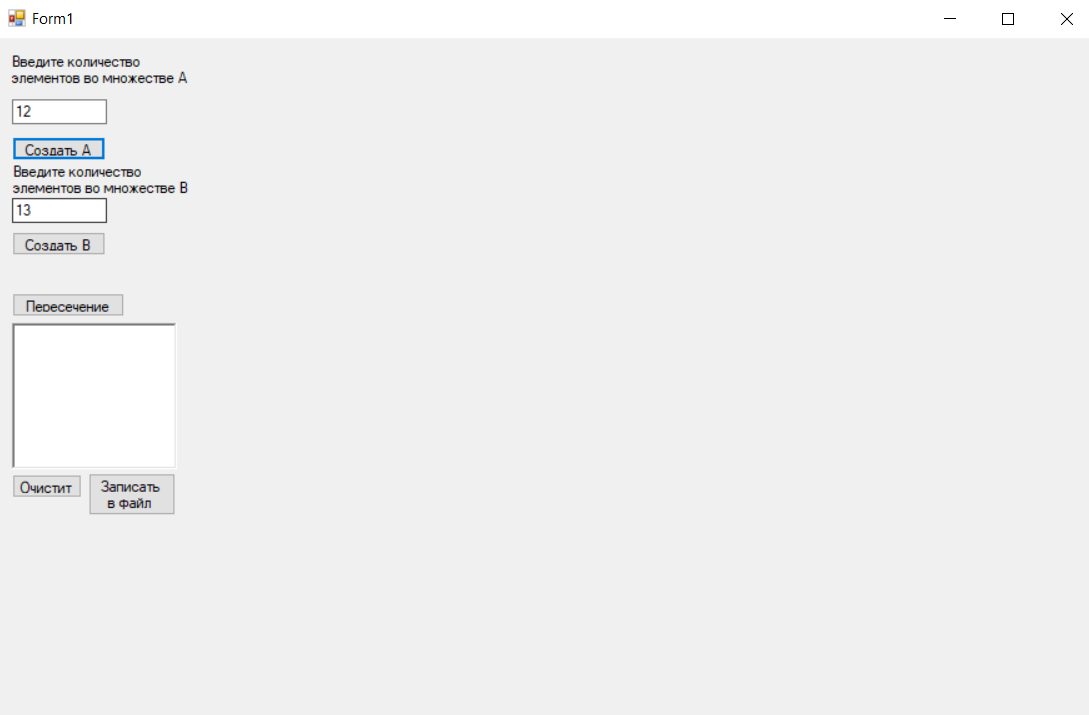 Form1
Введите количество
элементов во множестве А
12
Создать А
Введите количество
элементов во множестве В
13
Создать В
Пересечение
Очистит
Записать
в файл